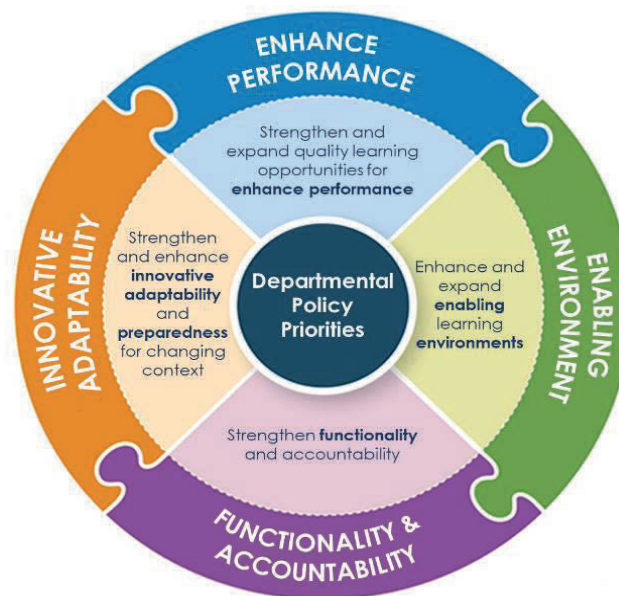 ENHANCE
PERFORMANCE
Strengthen and
expand quality learning
opportunities for
enhance performance
INNOVATIVE
ADAPTABILITY
Strengthen
and enhance
innovative
adaptability
and
preparedness
for changing
context
Departmental
Policy
Priorities
Enhance and
expand
enabling
learning
environments
ENABLING
ENVIRONMENT
Strengthen functionality
and accountability
FUNCTIONALITY &
ACCOUNTABILITY